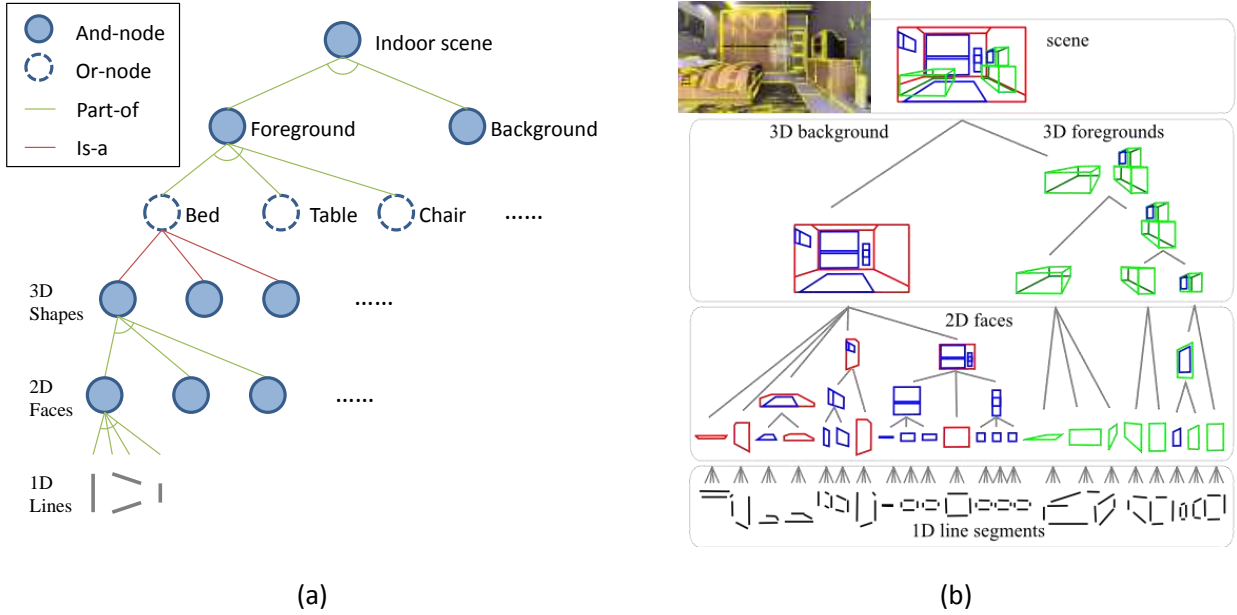 And-node
Or-node
Part-of
Is-a
Indoor scene
Foreground
Background
Bed
Table
Chair
......
3D
Shapes
......
2D
Faces
......
1D
Lines
(a)
scene
3D background
3D foregrounds
2D faces
1D line segments
(b)